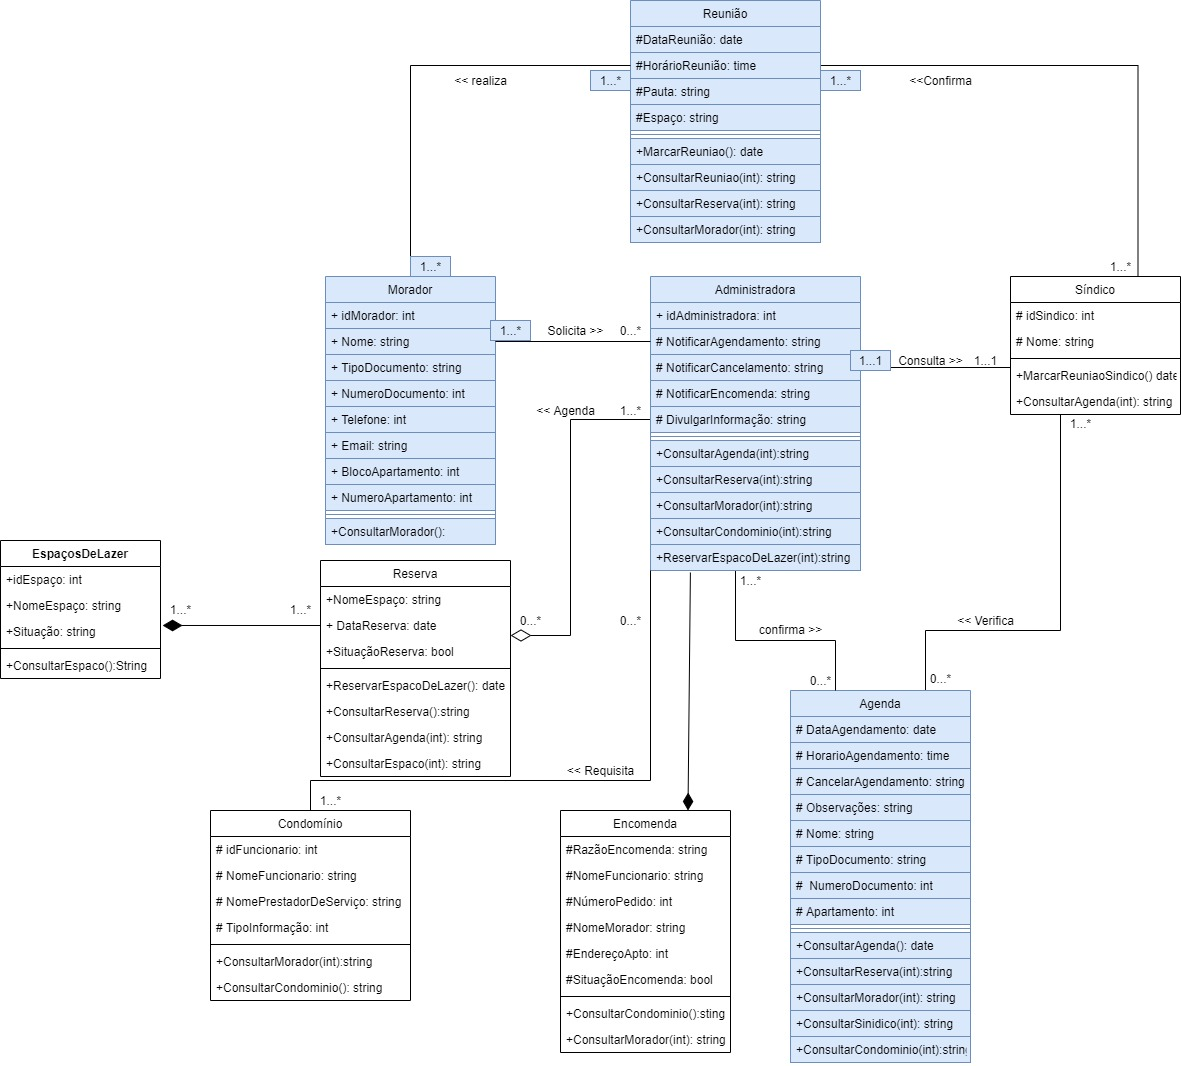 Reunião
#DataReunião: date
#HorárioReunião: time
#Pauta: string
#Espaço: string
+MarcarReuniao(): date
+ConsultarReuniao(int): string
+ConsultarReserva(int): string
+ConsultarMorador(int): string
<< realiza
1...*
1...*
<<Confirma
1...*
1...*
Morador
+ idMorador: int
+ Nome: string
+ TipoDocumento: string
+ NumeroDocumento: int
+ Telefone: int
+ Email: string
+ BlocoApartamento: int
+ NumeroApartamento: int
+ConsultarMorador():
1...*
Solicita >>
0...*
Administradora
+ idAdministradora: int
# NotificarAgendamento: string
# NotificarCancelamento: string
# NotificarEncomenda: string
# DivulgarInformação: string
+ConsultarAgenda(int):string
+ConsultarReserva(int):string
+ConsultarMorador(int):string
+ConsultarCondominio(int):string
+ReservarEspacoDeLazer(int):string
1...1
Consulta >>
1...1
Síndico
# idSindico: int
# Nome: string
+MarcarReuniaoSindico() date
+ConsultarAgenda(int): string
1...*
<< Agenda
1...*
EspaçosDeLazer
+idEspaço: int
+NomeEspaço: string
+Situação: string
+ConsultarEspaco():String
1...*
1...*
Reserva
+NomeEspaço: string
+ DataReserva: date
+SituaçãoReserva: bool
+ReservarEspacoDeLazer(): date
+ConsultarReserva():string
+ConsultarAgenda(int): string
+ConsultarEspaco(int): string
0...*
0...*
1...*
confirma >>
0...*
<< Verifica
0...*
<< Requisita
1...*
Condomínio
# idFuncionario: int
# NomeFuncionario: string
# NomePrestadorDeServiço: string
# TipoInformação: int
+ConsultarMorador(int):string
+ConsultarCondominio(): string
Encomenda
#RazãoEncomenda: string
#NomeFuncionario: string
#NúmeroPedido: int
#NomeMorador: string
#EndereçoApto: int
#SituaçãoEncomenda: bool
+ConsultarCondominio():sting
+ConsultarMorador(int): string
Agenda
# DataAgendamento: date
# HorarioAgendamento: time
# CancelarAgendamento: string
# Observações: string
# Nome: string
# TipoDocumento: string
# NumeroDocumento: int
# Apartamento: int
+ConsultarAgenda(): date
+ConsultarReserva(int):string
+ConsultarMorador(int): string
+ConsultarSinidico(int): string
+ConsultarCondominio(int):string